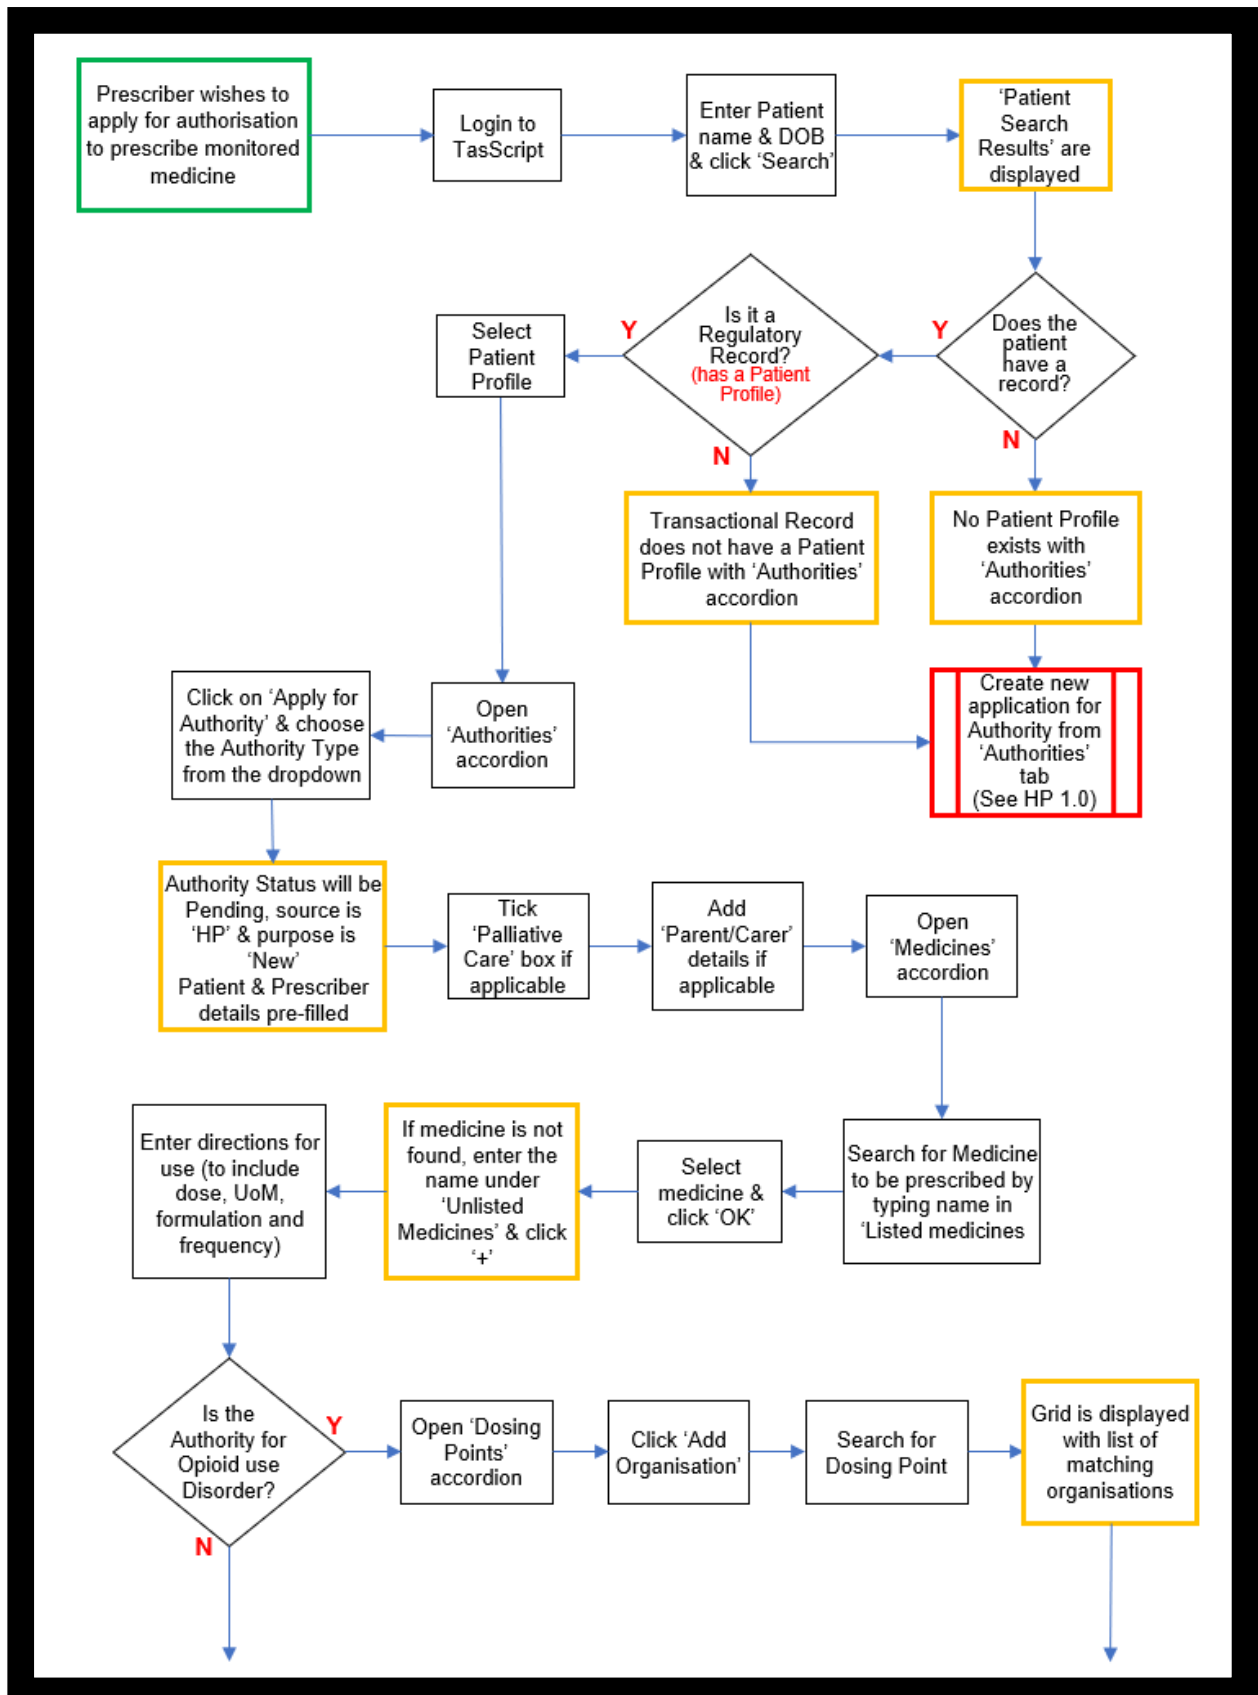 Prescriber wishes to
apply for authorisation
to prescribe monitored
medicine
Login to
TasScript
Enter Patient
name & DOB
& click ‘Search’
‘Patient
Search
Results’ are
displayed
Does the
patient
have a
record?
Y
N
Is it a
Regulatory
Record?
(has a Patient
Profile)
Y
N
Select
Patient
Profile
Transactional Record
does not have a Patient
Profile with ‘Authorities’
accordion
No Patient Profile
exists with
‘Authorities’
accordion
Create new
application for
Authority from
‘Authorities’
tab
(See HP 1.0)
Open
‘Authorities’
accordion
Click on ‘Apply for
Authority’ & choose
the Authority Type
from the dropdown
Authority Status will be
Pending, source is
‘HP’ & purpose is
‘New’
Patient & Prescriber
details pre-filled
Tick
‘Palliative
Care’ box if
applicable
Add
‘Parent/Carer’
details if
applicable
Open
‘Medicines’
accordion
Search for Medicine
to be prescribed by
typing name in
‘Listed medicines
Select
medicine &
click ‘OK’
If medicine is not
found, enter the
name under
‘Unlisted
Medicines’ & click
‘+’
Enter directions for
use (to include
dose, UoM,
formulation and
frequency)
Is the
Authority for
Opioid use
Disorder?
Y
N
Open ‘Dosing
Points’
accordion
Click ‘Add
Organisation’
Search for
Dosing Point
Grid is displayed
with list of
matching
organisations